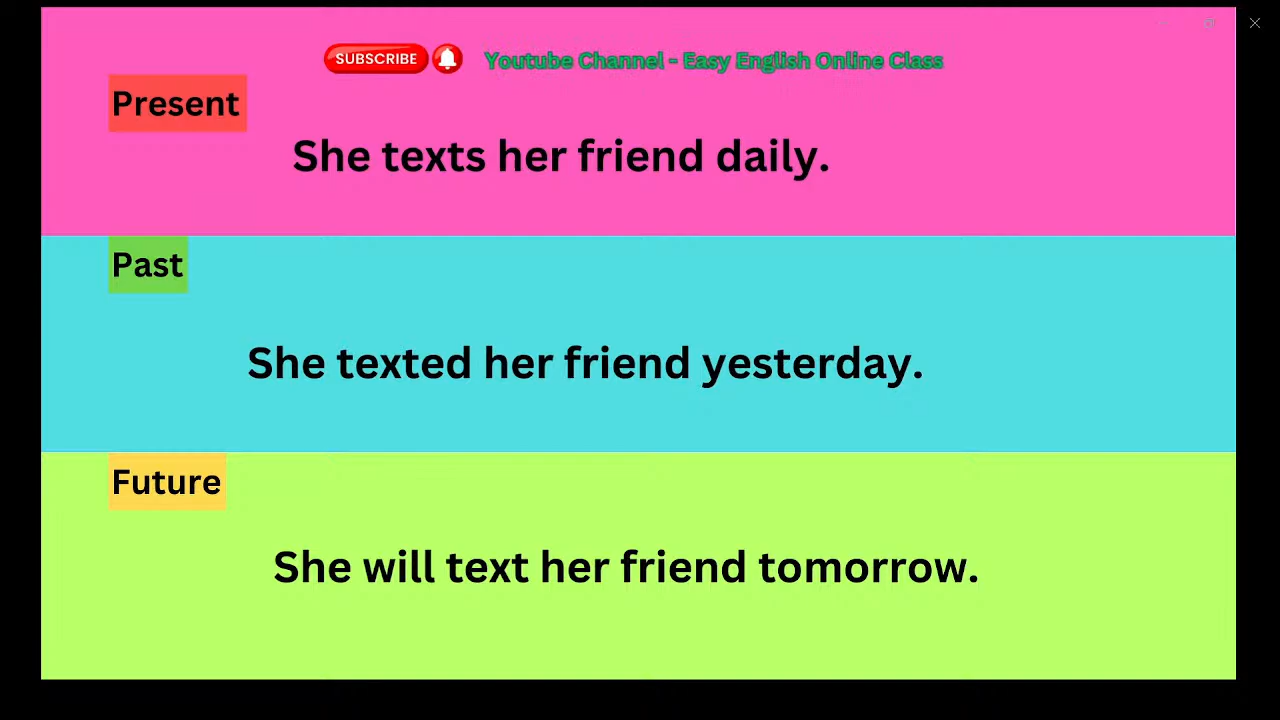 SUBSCRIBE Youtube Channel - Easy English Online Class
Present
She texts her friend daily.
Past
She texted her friend yesterday.
Future
She will text her friend tomorrow.